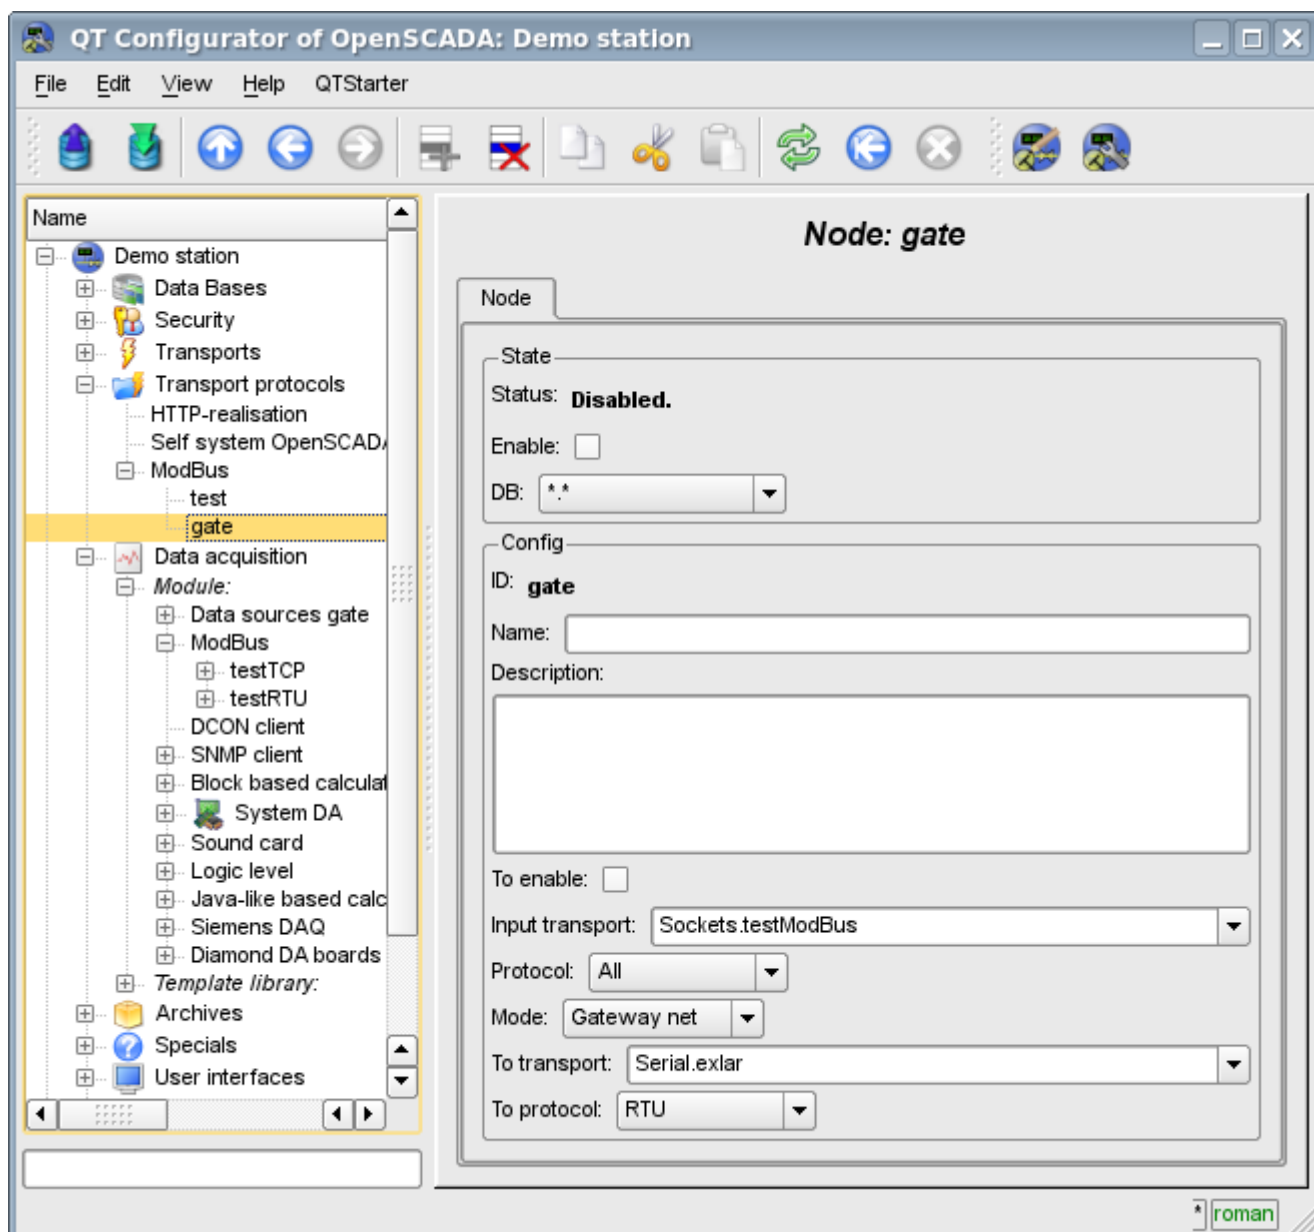 QT Configurator of OpenSCADA: Demo station
File Edit View Help QTStarter
Name
Demo station
Data Bases
Security
Transports
Transport protocols
HTTP-realisation
Self system OpenSCADA
ModBus
test
gate
Data acquisition
Module:
Data sources gate
ModBus
testTCP
testRTU
DCON client
SNMP client
Block based calculat
System DA
Sound card
Logic level
Java-like based calc
Siemens DAQ
Diamond DA boards
Template library:
Archives
Specials
User interfaces
Node: gate
Node
State
Status: Disabled.
Enable:
DB: *.*
Config
ID: gate
Name:
Description:
To enable:
Input transport: Sockets.testModBus
Protocol: All
Mode: Gateway net
To transport: Serial.exlar
To protocol: RTU
* roman